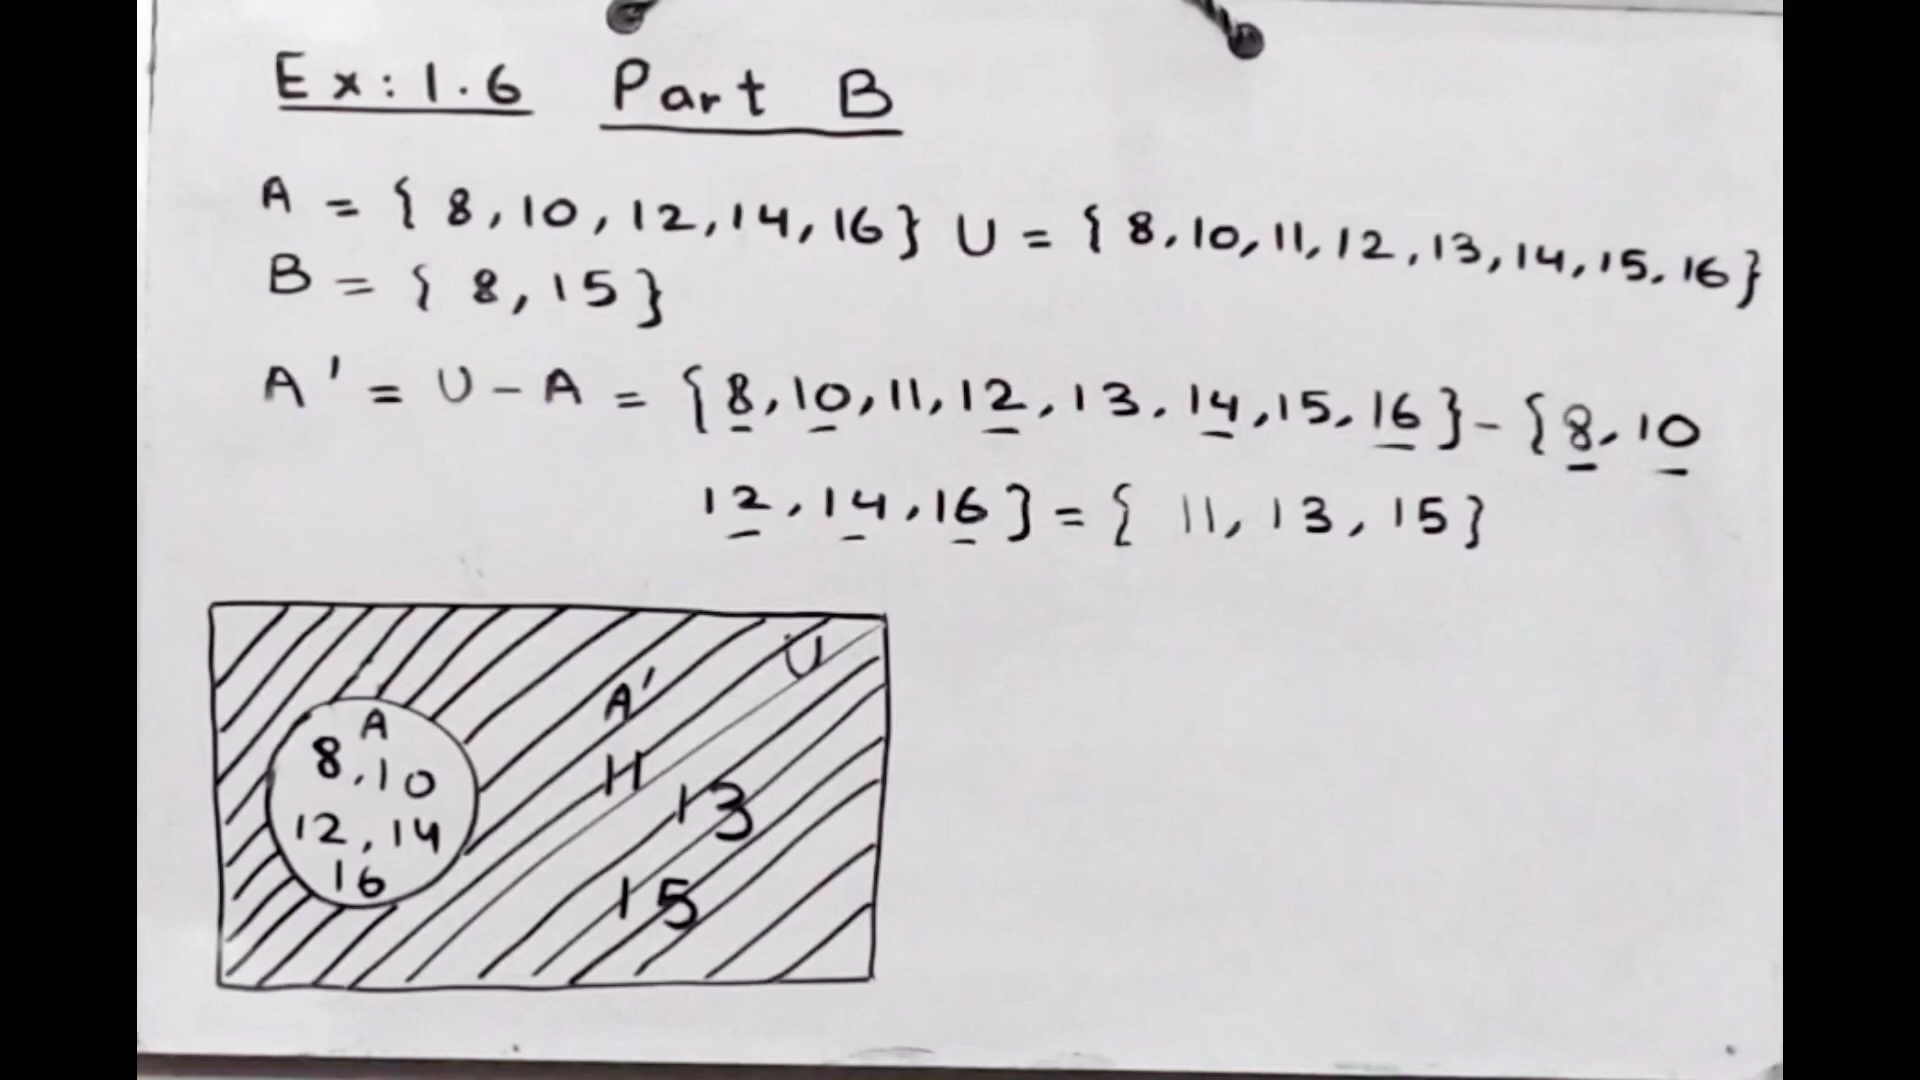 Ex: 1.6 Part B
A = { 8, 10, 12, 14, 16} U = { 8, 10, 11, 12, 13, 14, 15, 16}
B = { 8, 15}
A' = U - A = {8, 10, 11, 12, 13, 14, 15, 16} - {8, 10
12, 14, 16} = { 11, 13, 15}
U
A'
A
8, 10
11
13
12, 14
16
15